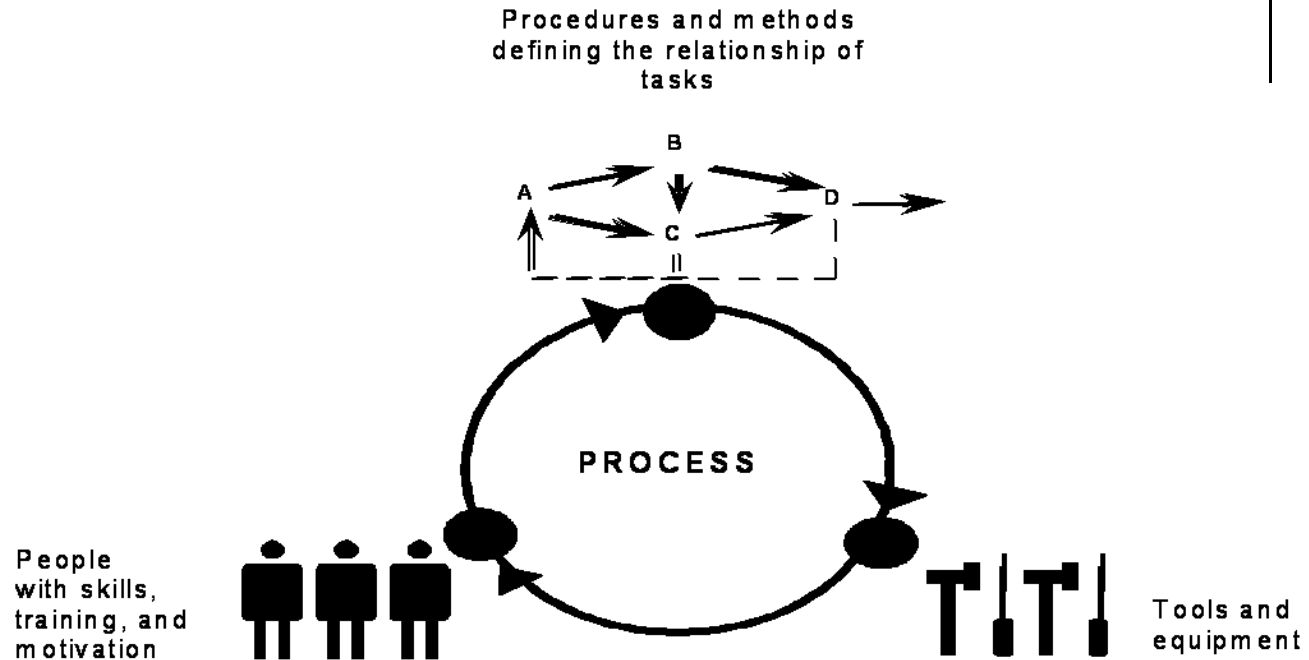 Procedures and methods
defining the relationship of
tasks
B
A
D
C
PROCESS
People
with skills,
training, and
motivation
Tools and
equipment